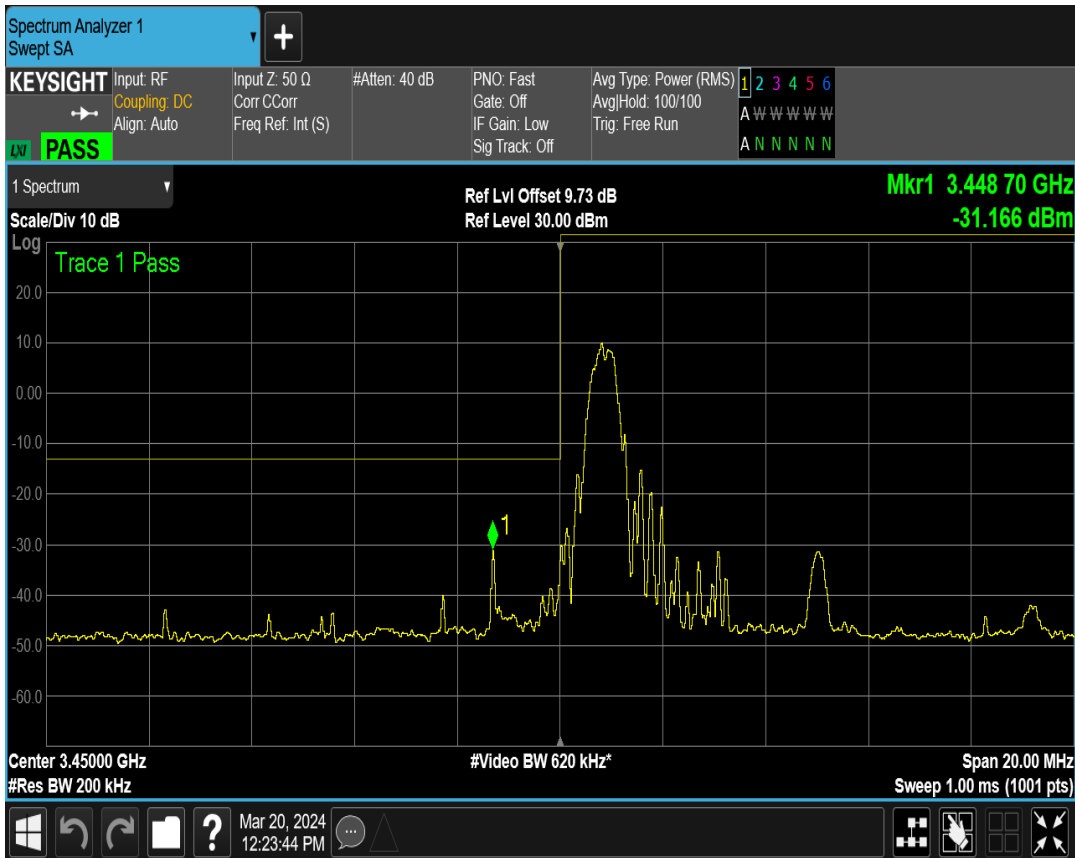 Spectrum Analyzer 1
Swept SA
+
KEYSIGHT
LXI PASS
Input: RF
Coupling: DC
Align: Auto
Input Z: 50 Ω
Corr CCorr
Freq Ref: Int (S)
#Atten: 40 dB
PNO: Fast
Gate: Off
IF Gain: Low
Sig Track: Off
Avg Type: Power (RMS)
Avg|Hold: 100/100
Trig: Free Run
1 2 3 4 5 6
A W W W W W
A N N N N N
1 Spectrum
Scale/Div 10 dB
Ref Lvl Offset 9.73 dB
Ref Level 30.00 dBm
Mkr1 3.448 70 GHz
-31.166 dBm
Log
Trace 1 Pass
20.0
10.0
0.00
-10.0
-20.0
1
-30.0
-40.0
-50.0
-60.0
Center 3.45000 GHz
#Video BW 620 kHz*
Span 20.00 MHz
#Res BW 200 kHz
Sweep 1.00 ms (1001 pts)
?
Mar 20, 2024
12:23:44 PM